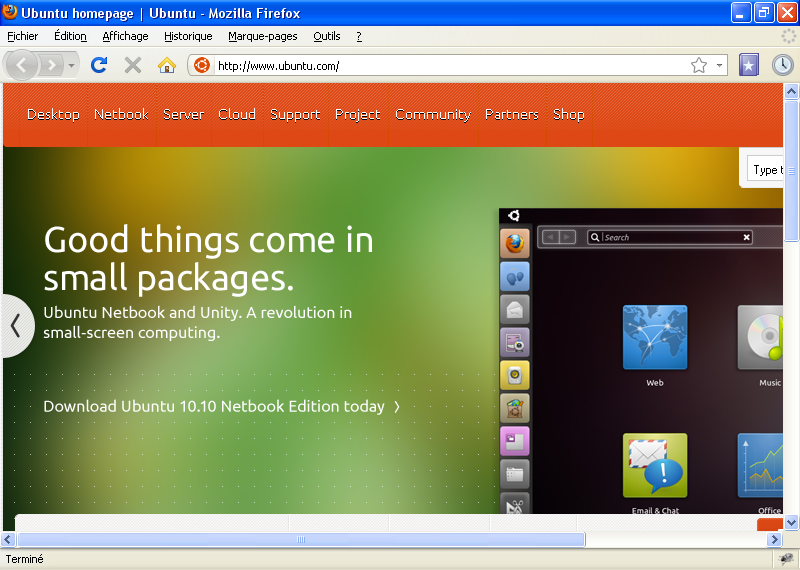 Ubuntu homepage | Ubuntu - Mozilla Firefox
Fichier Édition Affichage Historique Marque-pages Outils ?
http://www.ubuntu.com/
Desktop Netbook Server Cloud Support Project Community Partners Shop
Type t
Good things come in
small packages.
Ubuntu Netbook and Unity. A revolution in
small-screen computing.
Download Ubuntu 10.10 Netbook Edition today
Search
Web Music
Email & Chat Office
Terminé